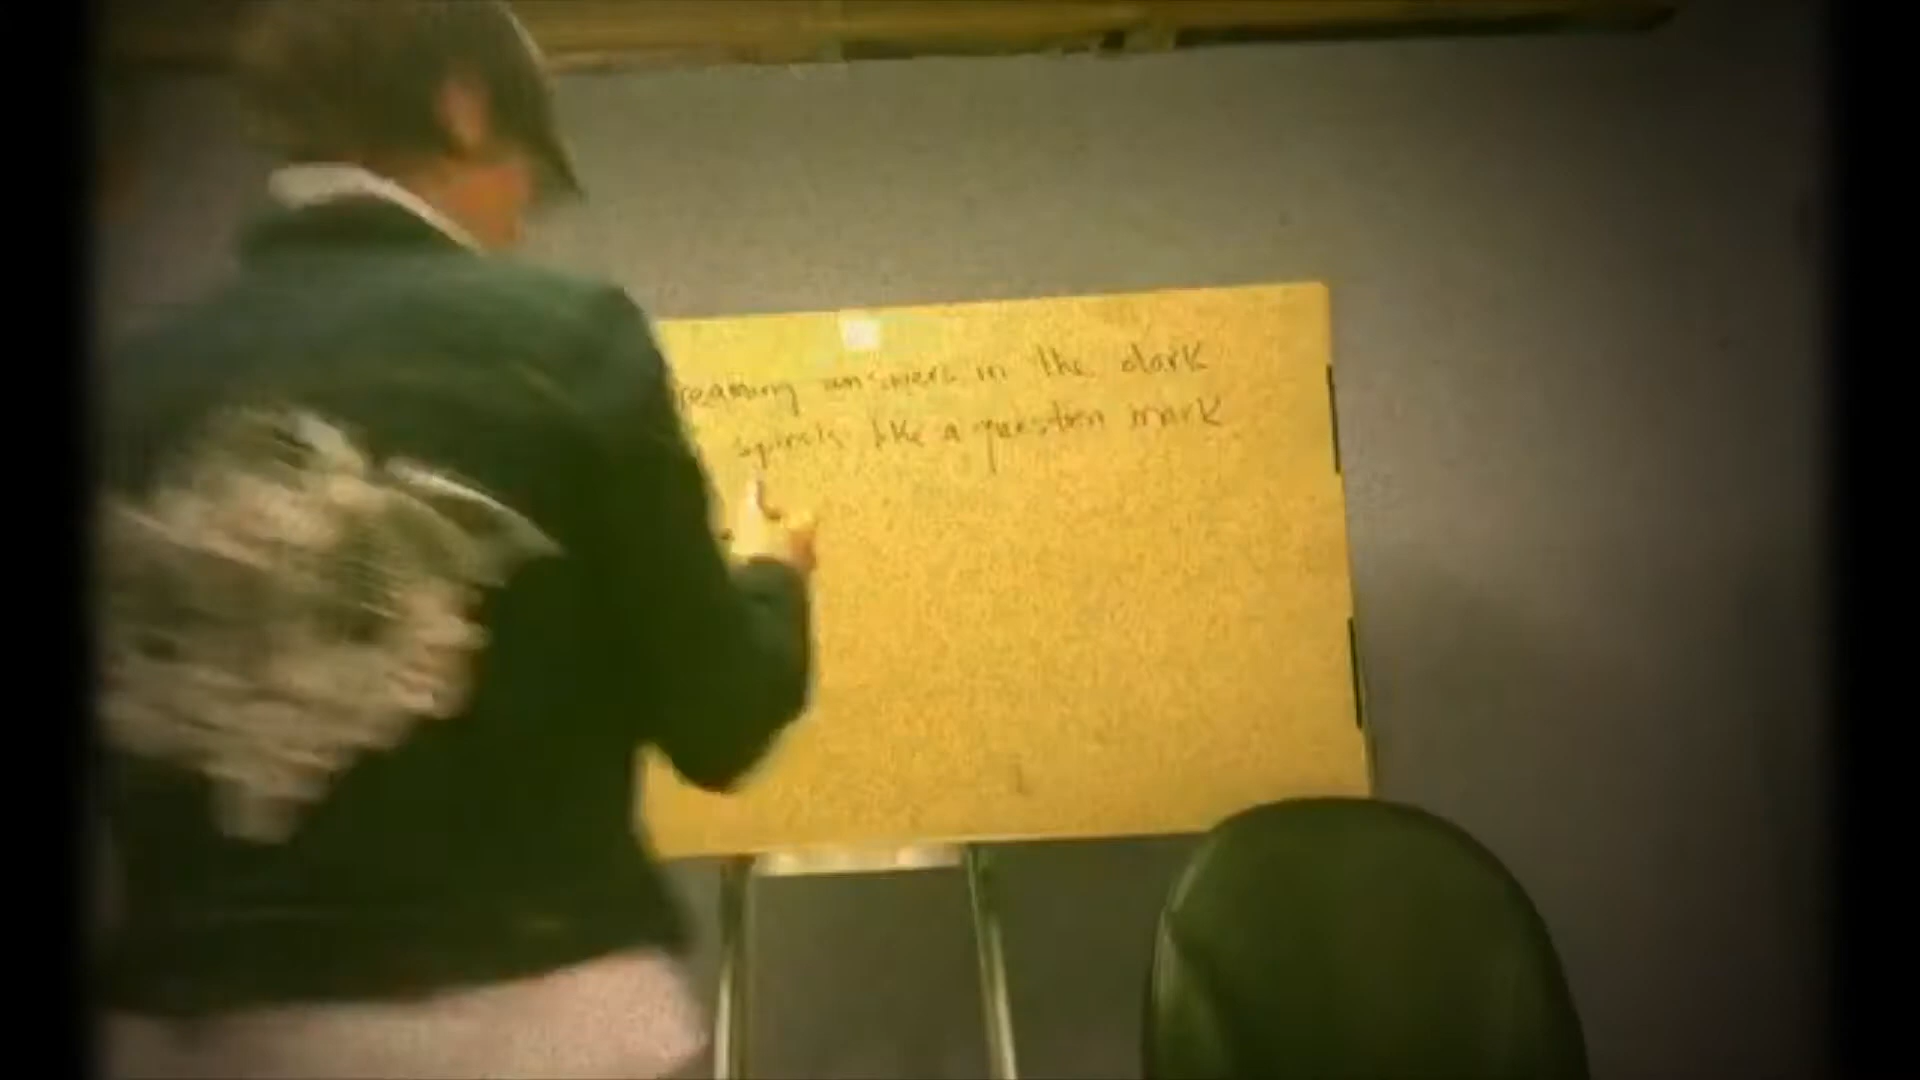 reaming answers in the dark
spirals like a question mark